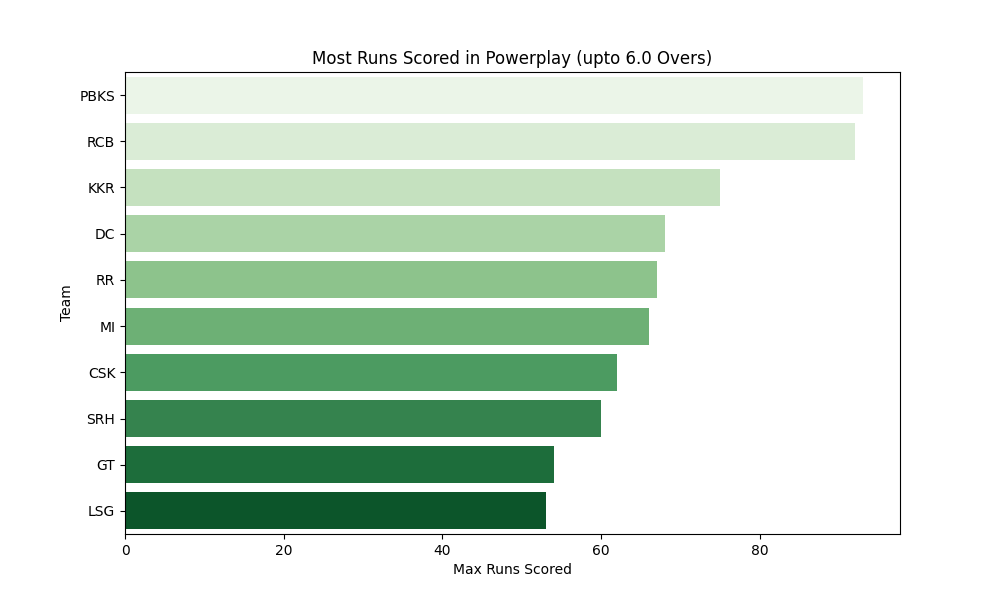 Most Runs Scored in Powerplay (upto 6.0 Overs)
PBKS
RCB
KKR
DC
RR
MI
CSK
SRH
GT
LSG
Team
0 20 40 60 80
Max Runs Scored